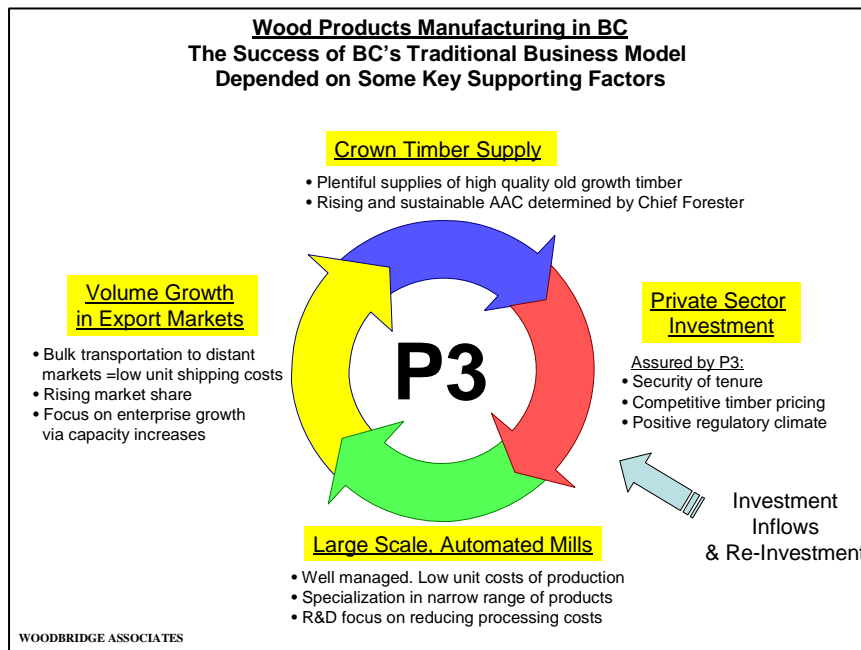 Wood Products Manufacturing in BC
The Success of BC's Traditional Business Model
Depended on Some Key Supporting Factors
Crown Timber Supply
• Plentiful supplies of high quality old growth timber
• Rising and sustainable AAC determined by Chief Forester
Volume Growth
in Export Markets
• Bulk transportation to distant
markets =low unit shipping costs
• Rising market share
• Focus on enterprise growth
via capacity increases
P3
Private Sector
Investment
Assured by P3:
• Security of tenure
• Competitive timber pricing
• Positive regulatory climate
Investment
Inflows
& Re-Investment
Large Scale, Automated Mills
• Well managed. Low unit costs of production
• Specialization in narrow range of products
• R&D focus on reducing processing costs
WOODBRIDGE ASSOCIATES